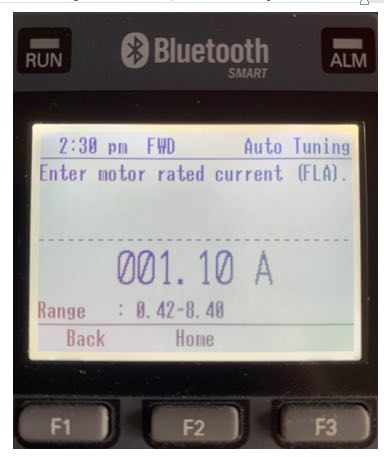 RUN
Bluetooth
SMART
ALM
2:30 pm FWD Auto Tuning
Enter motor rated current (FLA).
001.10 A
Range : 0.42~8.40
Back Home
F1 F2 F3